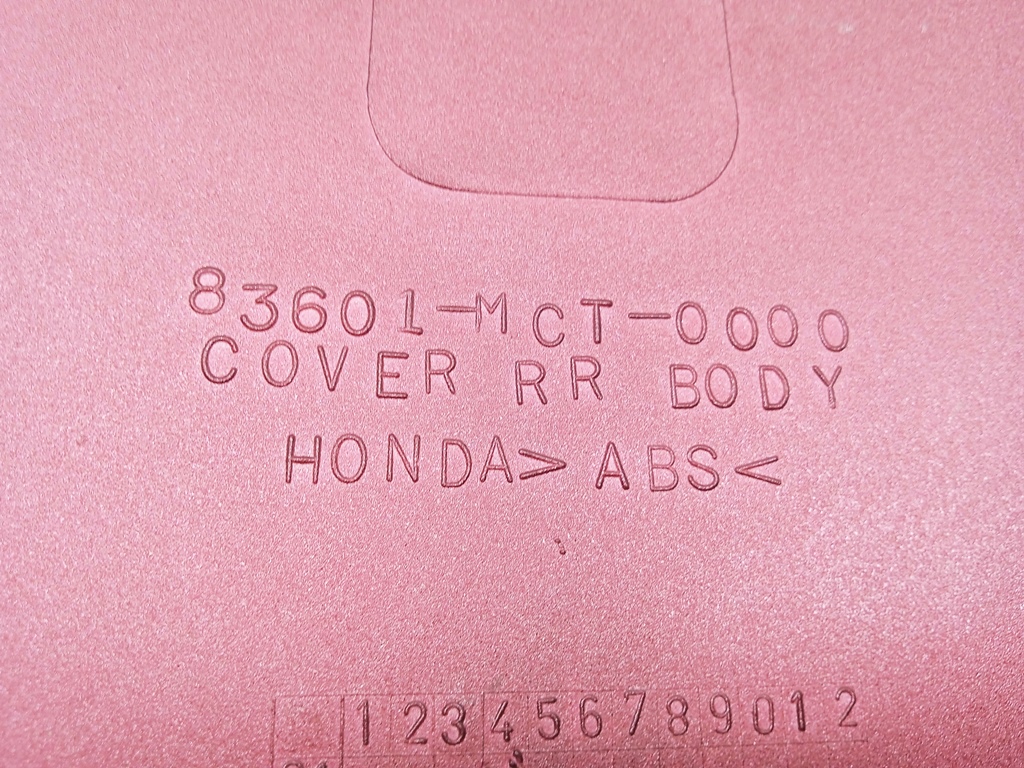 83601-MCT-0000
COVER RR BODY
HONDA>ABS<
1 2 3 4 5 6 7 8 9 0 1 2